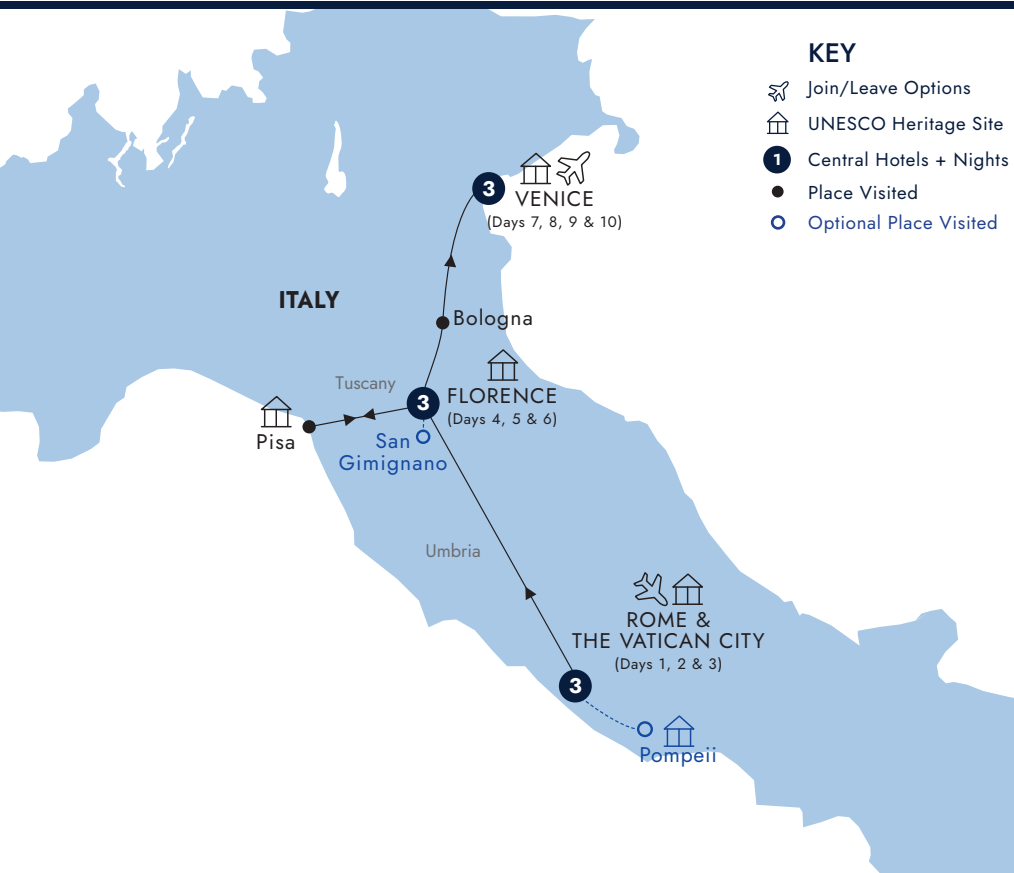 KEY
Join/Leave Options
UNESCO Heritage Site
1 Central Hotels + Nights
Place Visited
Optional Place Visited
3
VENICE
(Days 7, 8, 9 & 10)
ITALY
Bologna
Tuscany
3
FLORENCE
(Days 4, 5 & 6)
Pisa
San
Gimignano
Umbria
ROME &
THE VATICAN CITY
(Days 1, 2 & 3)
3
Pompeii